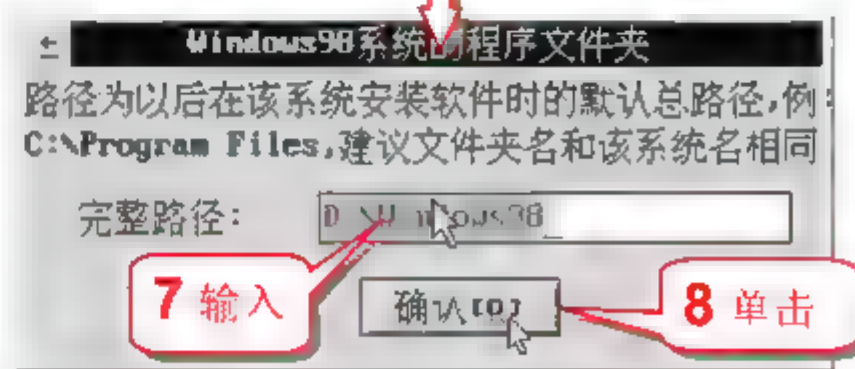 Windows98系统的程序文件夹
路径为以后在该系统安装软件时的默认总路径,例:
C:\Program Files,建议文件夹名和该系统名相同
完整路径: D:\Windows98_
7 输入
确认[O]
8 单击